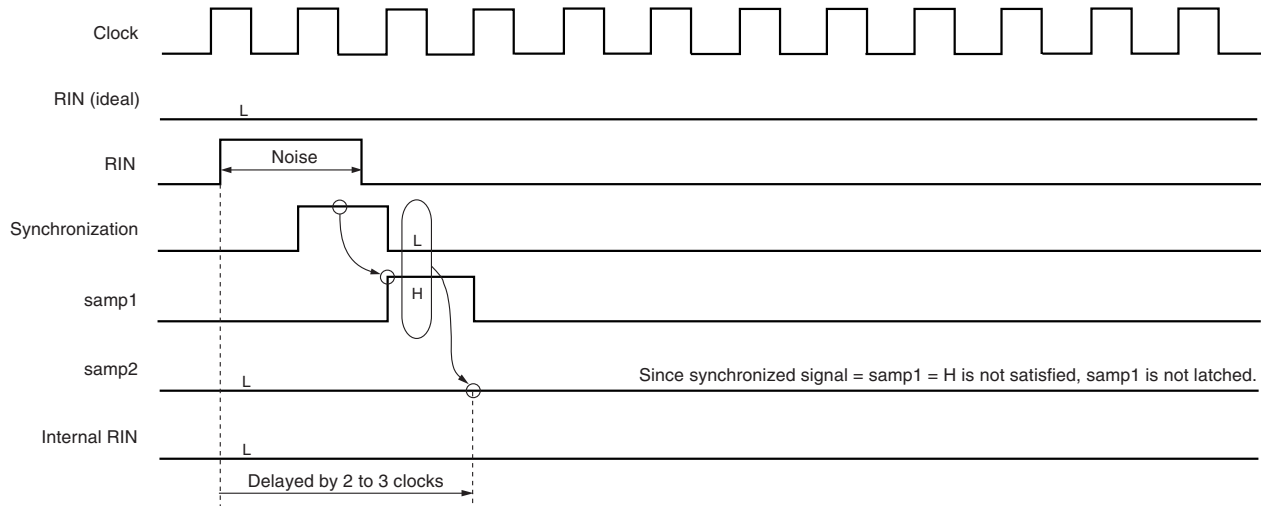 Clock
RIN (ideal)
L
RIN
Noise
Synchronization
L
samp1
H
samp2
L
Since synchronized signal = samp1 = H is not satisfied, samp1 is not latched.
Internal RIN
L
Delayed by 2 to 3 clocks